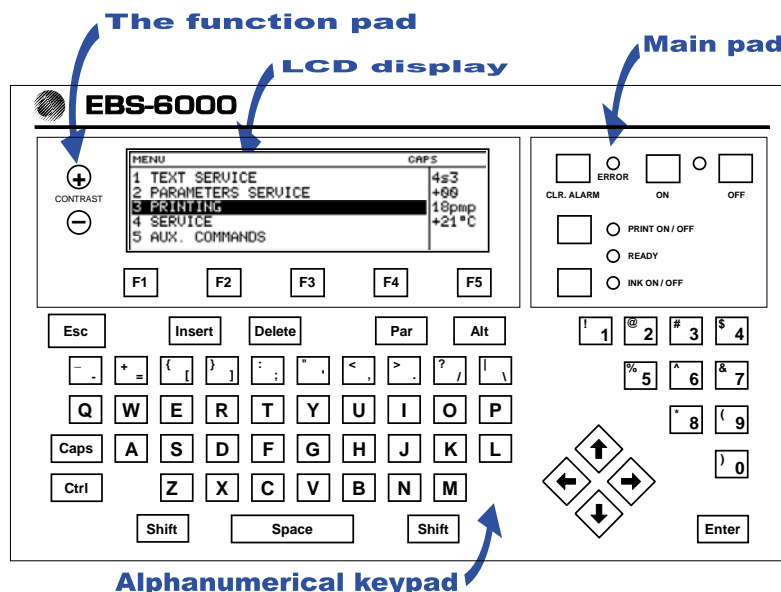 The function pad
LCD display
Main pad
EBS-6000
MENU CAPS
1 TEXT SERVICE 4s3
2 PARAMETERS SERVICE +00
3 PRINTING 18pmp
4 SERVICE +21°C
5 AUX. COMMANDS
+
CONTRAST
−
F1 F2 F3 F4 F5
ERROR
CLR. ALARM ON OFF
PRINT ON / OFF
READY
INK ON / OFF
Esc Insert Delete Par Alt
! 1 @ 2 # 3 $ 4
_ - + = { [ } ] : ; " ' < , > . ? / | \
% 5 ^ 6 & 7
Q W E R T Y U I O P
* 8 ( 9
Caps A S D F G H J K L
) 0
Ctrl Z X C V B N M
Shift Space Shift
Enter
Alphanumerical keypad